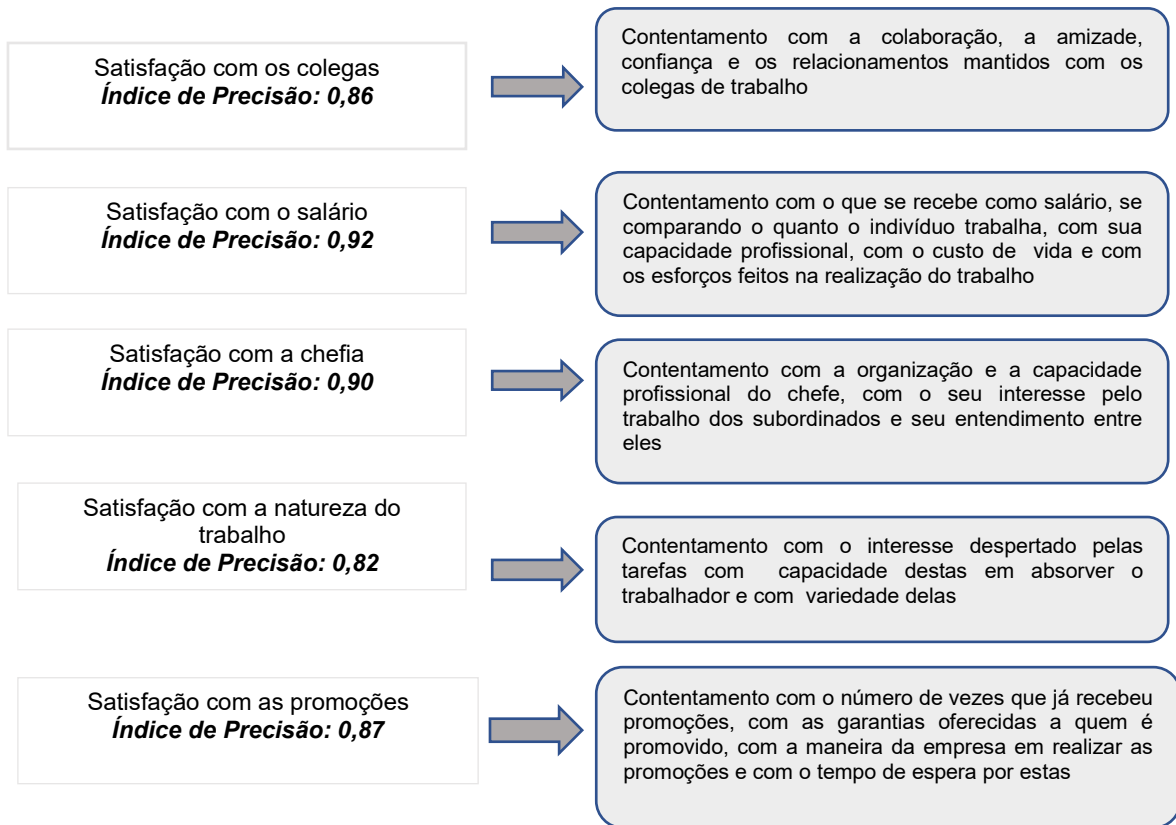 Satisfação com os colegas
Índice de Precisão: 0,86
Contentamento com a colaboração, a amizade,
confiança e os relacionamentos mantidos com os
colegas de trabalho
Satisfação com o salário
Índice de Precisão: 0,92
Contentamento com o que se recebe como salário, se
comparando o quanto o indivíduo trabalha, com sua
capacidade profissional, com o custo de vida e com
os esforços feitos na realização do trabalho
Satisfação com a chefia
Índice de Precisão: 0,90
Contentamento com a organização e a capacidade
profissional do chefe, com o seu interesse pelo
trabalho dos subordinados e seu entendimento entre
eles
Satisfação com a natureza do
trabalho
Índice de Precisão: 0,82
Contentamento com o interesse despertado pelas
tarefas com capacidade destas em absorver o
trabalhador e com variedade delas
Satisfação com as promoções
Índice de Precisão: 0,87
Contentamento com o número de vezes que já recebeu
promoções, com as garantias oferecidas a quem é
promovido, com a maneira da empresa em realizar as
promoções e com o tempo de espera por estas